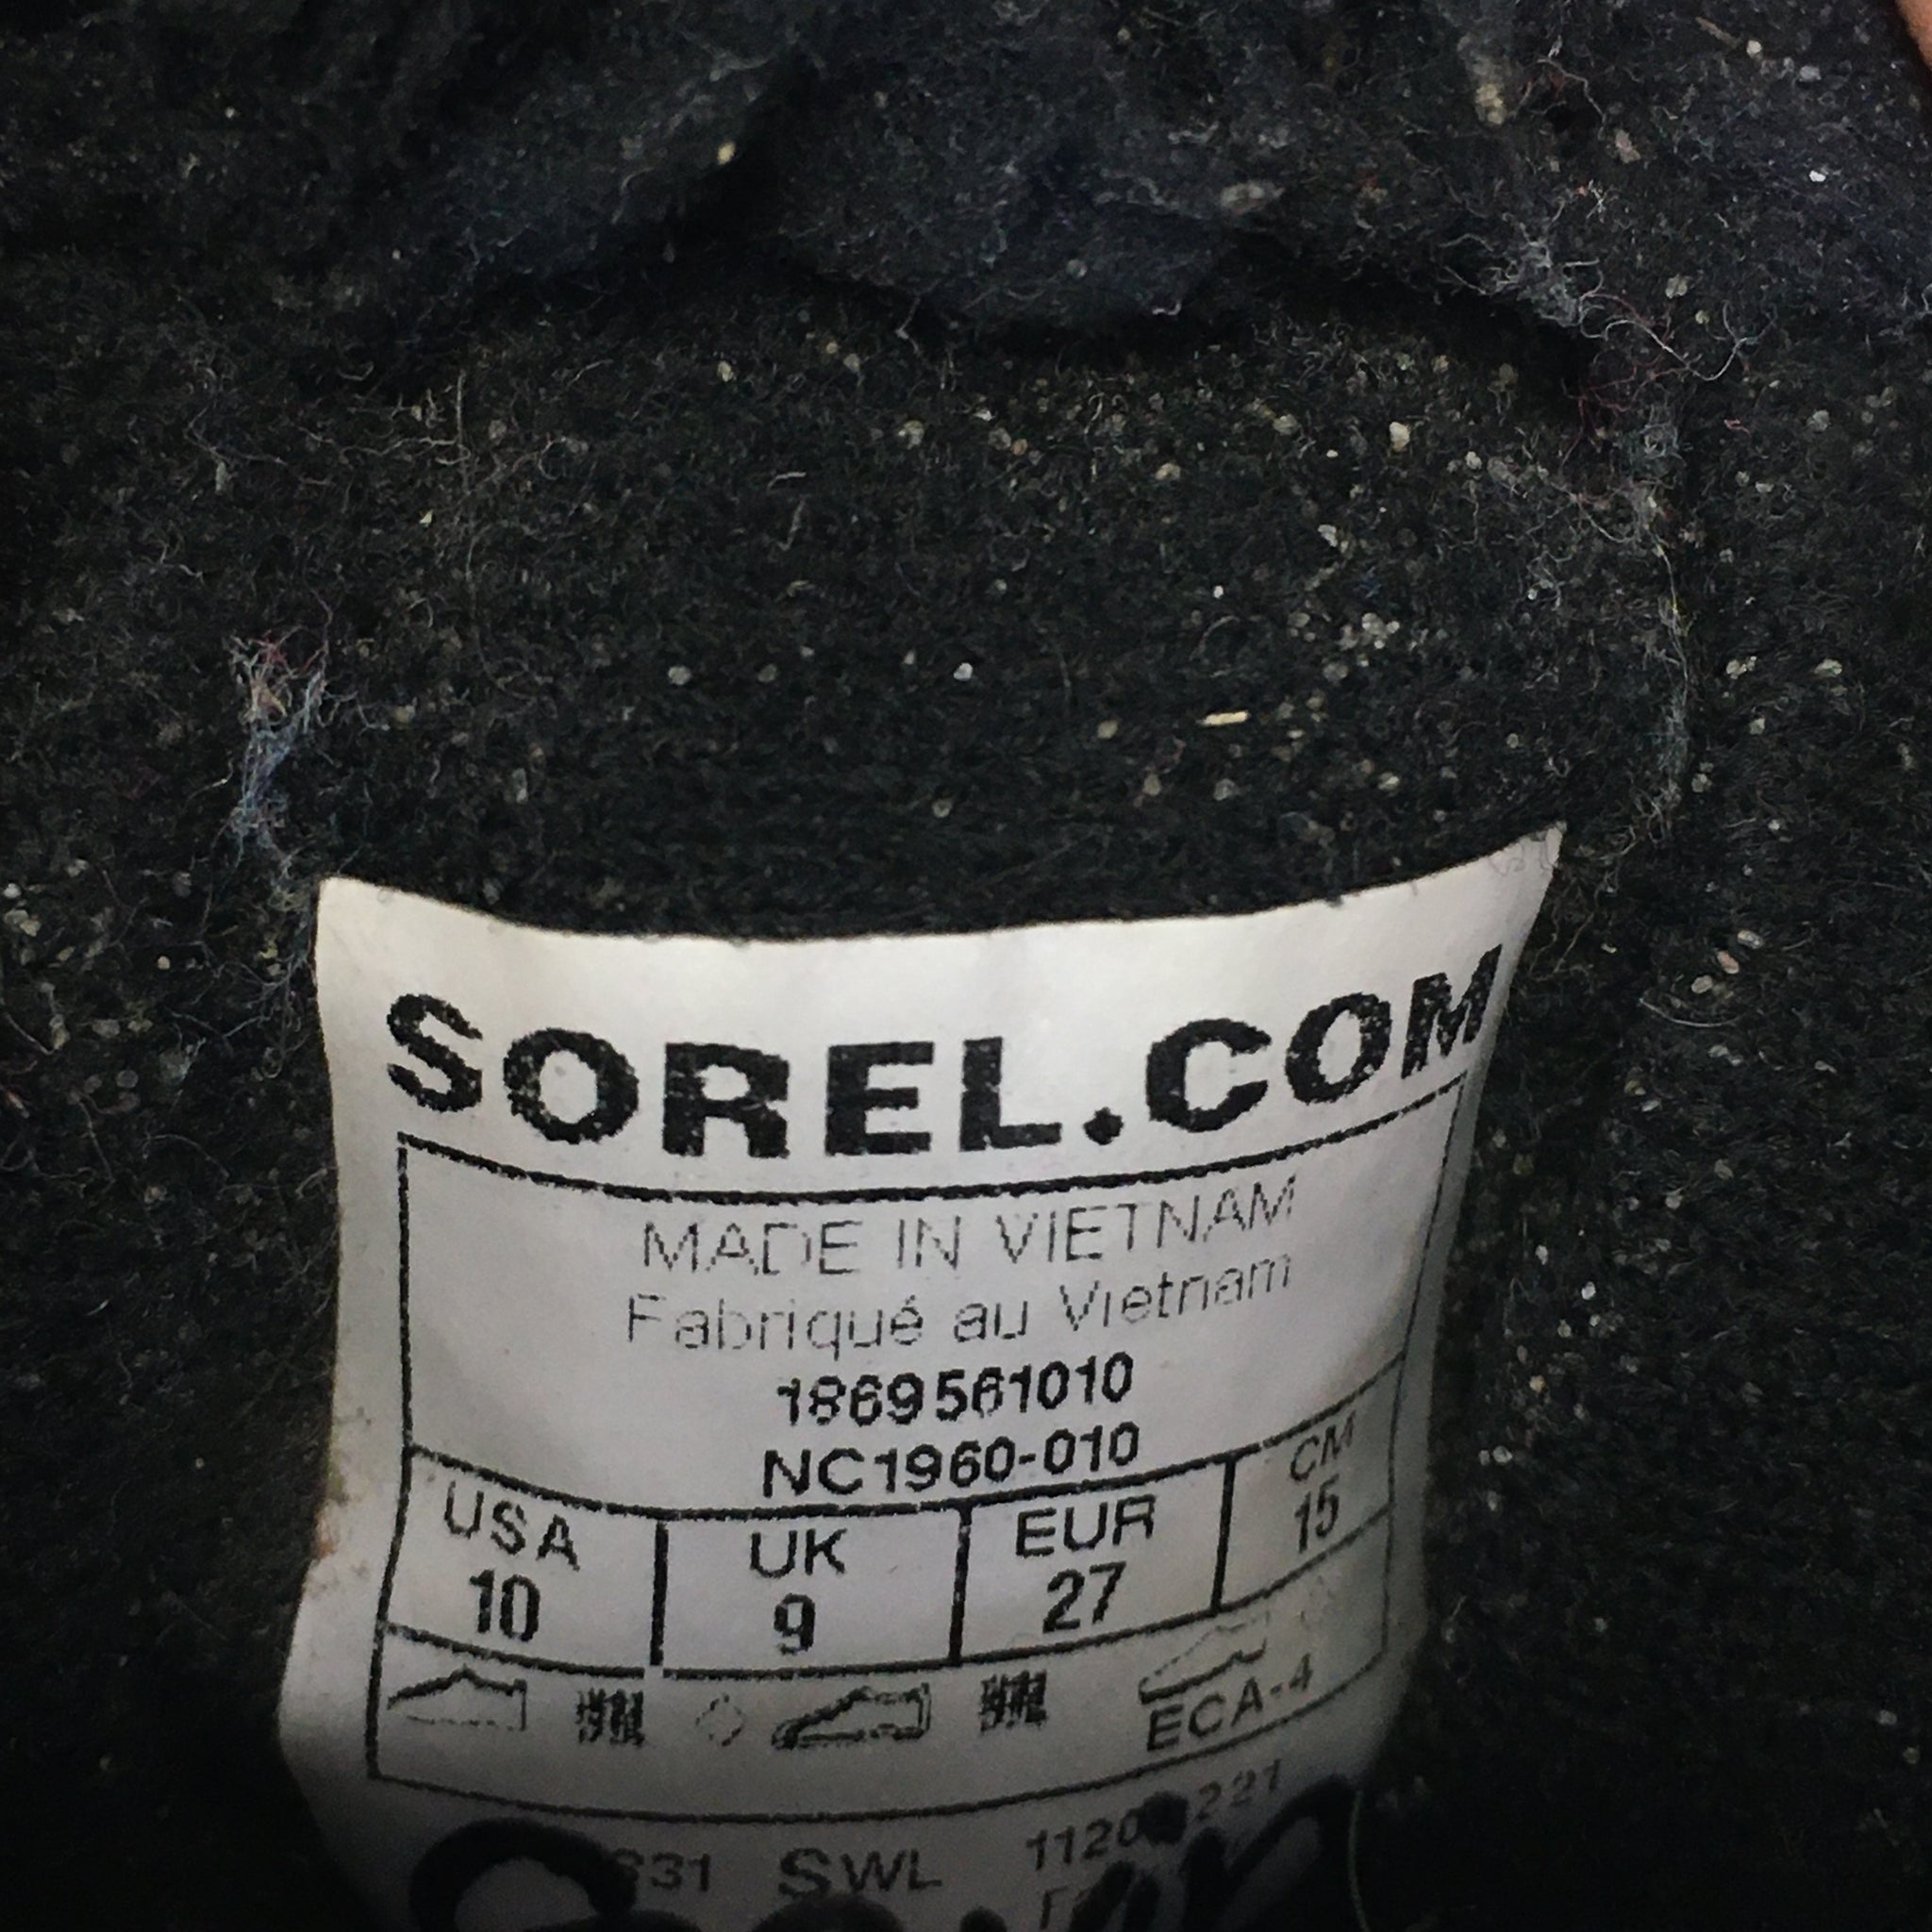 SOREL.COM
MADE IN VIETNAM
Fabriqué au Vietnam
1869561010
NC1960-010
USA UK EUR CM
10 9 27 15
ECA-4
SWL